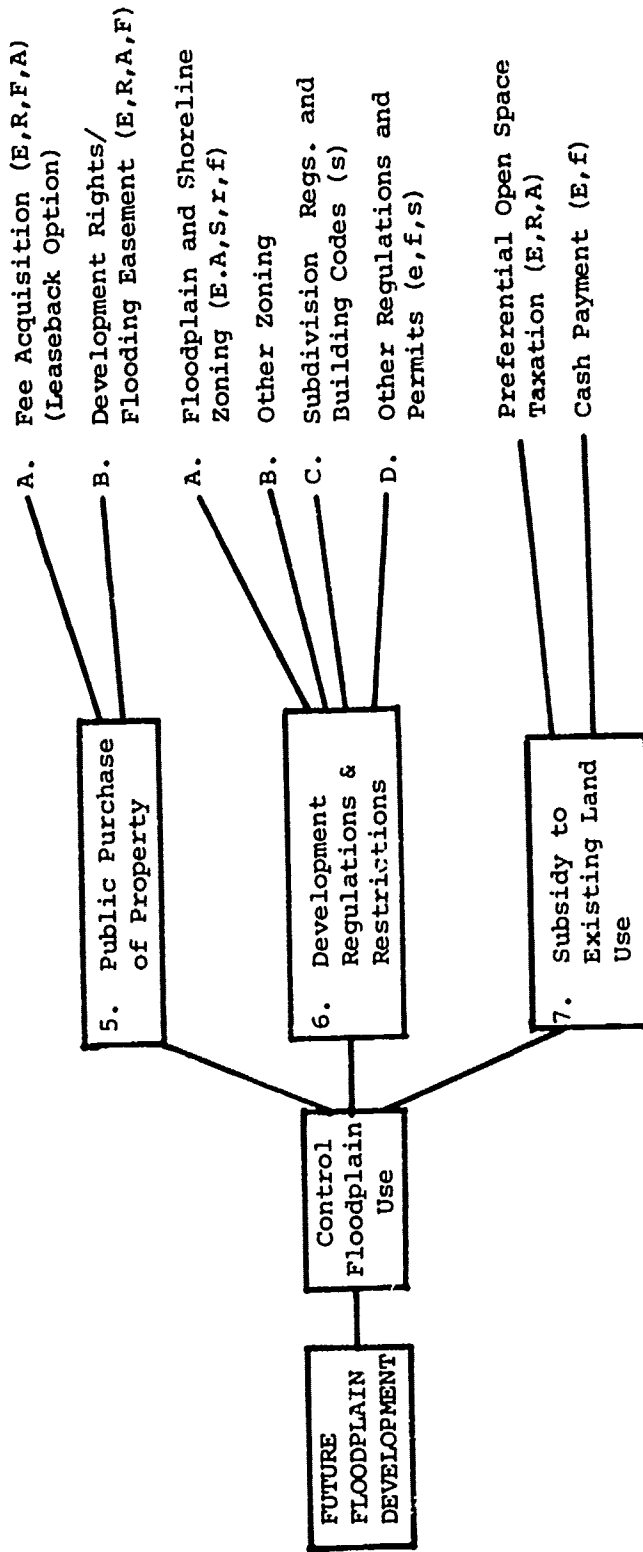 FUTURE
FLOODPLAIN
DEVELOPMENT
Control
Floodplain
Use
5. Public Purchase
of Property
A. Fee Acquisition (E,R,F,A)
(Leaseback Option)
B. Development Rights/
Flooding Easement (E,R,A,F)
6. Development
Regulations &
Restrictions
A. Floodplain and Shoreline
Zoning (E.A,S,r,f)
B. Other Zoning
C. Subdivision Regs. and
Building Codes (s)
D. Other Regulations and
Permits (e,f,s)
7. Subsidy to
Existing Land
Use
Preferential Open Space
Taxation (E,R,A)
Cash Payment (E,f)